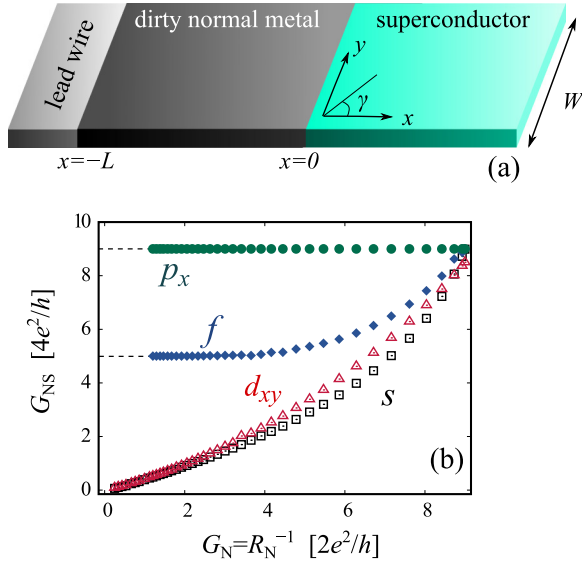 dirty normal metal
superconductor
lead wire
y
γ
x
W
x=−L
x=0
(a)
10
8
6
4
2
0
G_NS [4e²/h]
p_x
f
d_xy
s
(b)
0 2 4 6 8
G_N=R_N⁻¹ [2e²/h]